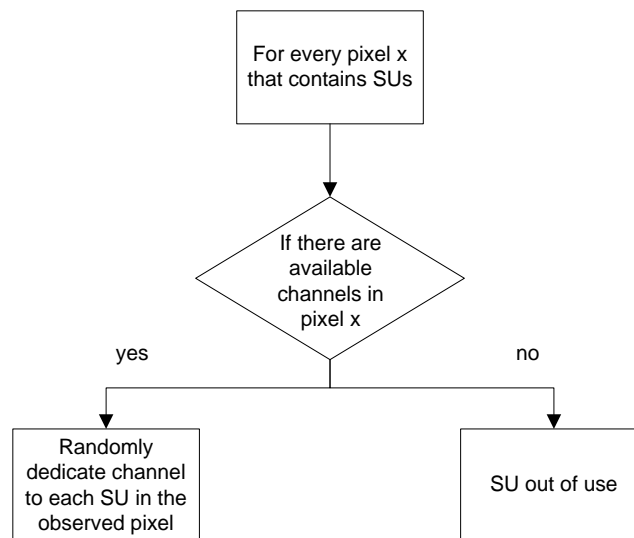 For every pixel x
that contains SUs
If there are
available
channels in
pixel x
yes
no
Randomly
dedicate channel
to each SU in the
observed pixel
SU out of use